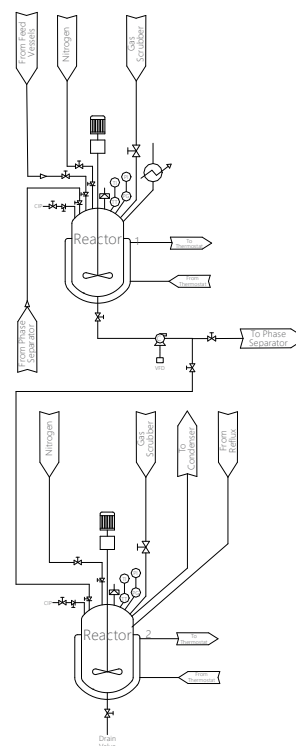 From Feed
Vessels
Nitrogen
Gas
Scrubber
CIP
Reactor 1
To
Thermostat
From
Thermostat
From Phase
Separator
VFD
To Phase
Separator
Nitrogen
Gas
Scrubber
To
Condenser
From
Reflux
CIP
Reactor 2
To
Thermostat
From
Thermostat
Drain
Valve